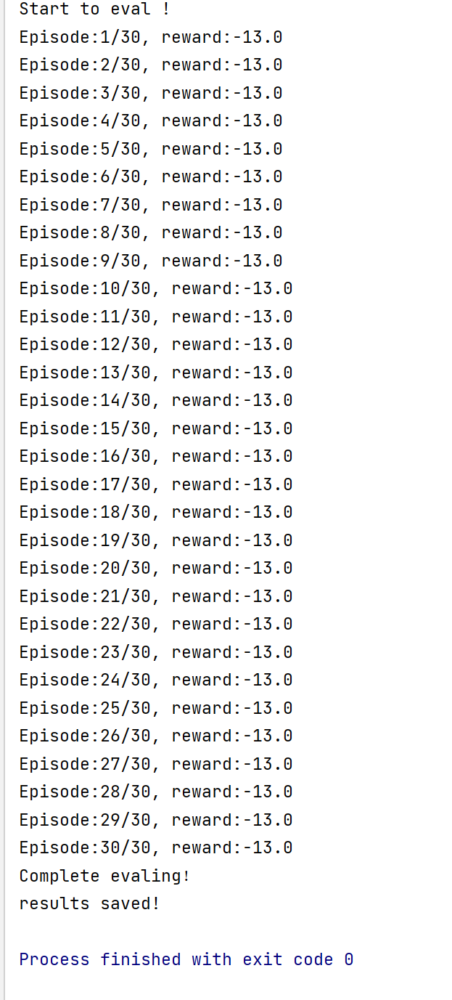 Start to eval !
Episode:1/30, reward:-13.0
Episode:2/30, reward:-13.0
Episode:3/30, reward:-13.0
Episode:4/30, reward:-13.0
Episode:5/30, reward:-13.0
Episode:6/30, reward:-13.0
Episode:7/30, reward:-13.0
Episode:8/30, reward:-13.0
Episode:9/30, reward:-13.0
Episode:10/30, reward:-13.0
Episode:11/30, reward:-13.0
Episode:12/30, reward:-13.0
Episode:13/30, reward:-13.0
Episode:14/30, reward:-13.0
Episode:15/30, reward:-13.0
Episode:16/30, reward:-13.0
Episode:17/30, reward:-13.0
Episode:18/30, reward:-13.0
Episode:19/30, reward:-13.0
Episode:20/30, reward:-13.0
Episode:21/30, reward:-13.0
Episode:22/30, reward:-13.0
Episode:23/30, reward:-13.0
Episode:24/30, reward:-13.0
Episode:25/30, reward:-13.0
Episode:26/30, reward:-13.0
Episode:27/30, reward:-13.0
Episode:28/30, reward:-13.0
Episode:29/30, reward:-13.0
Episode:30/30, reward:-13.0
Complete evaling！
results saved!
Process finished with exit code 0